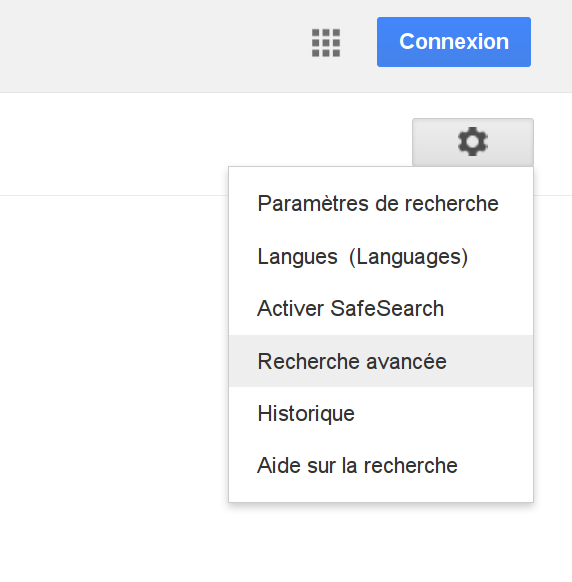 Connexion
Paramètres de recherche
Langues (Languages)
Activer SafeSearch
Recherche avancée
Historique
Aide sur la recherche